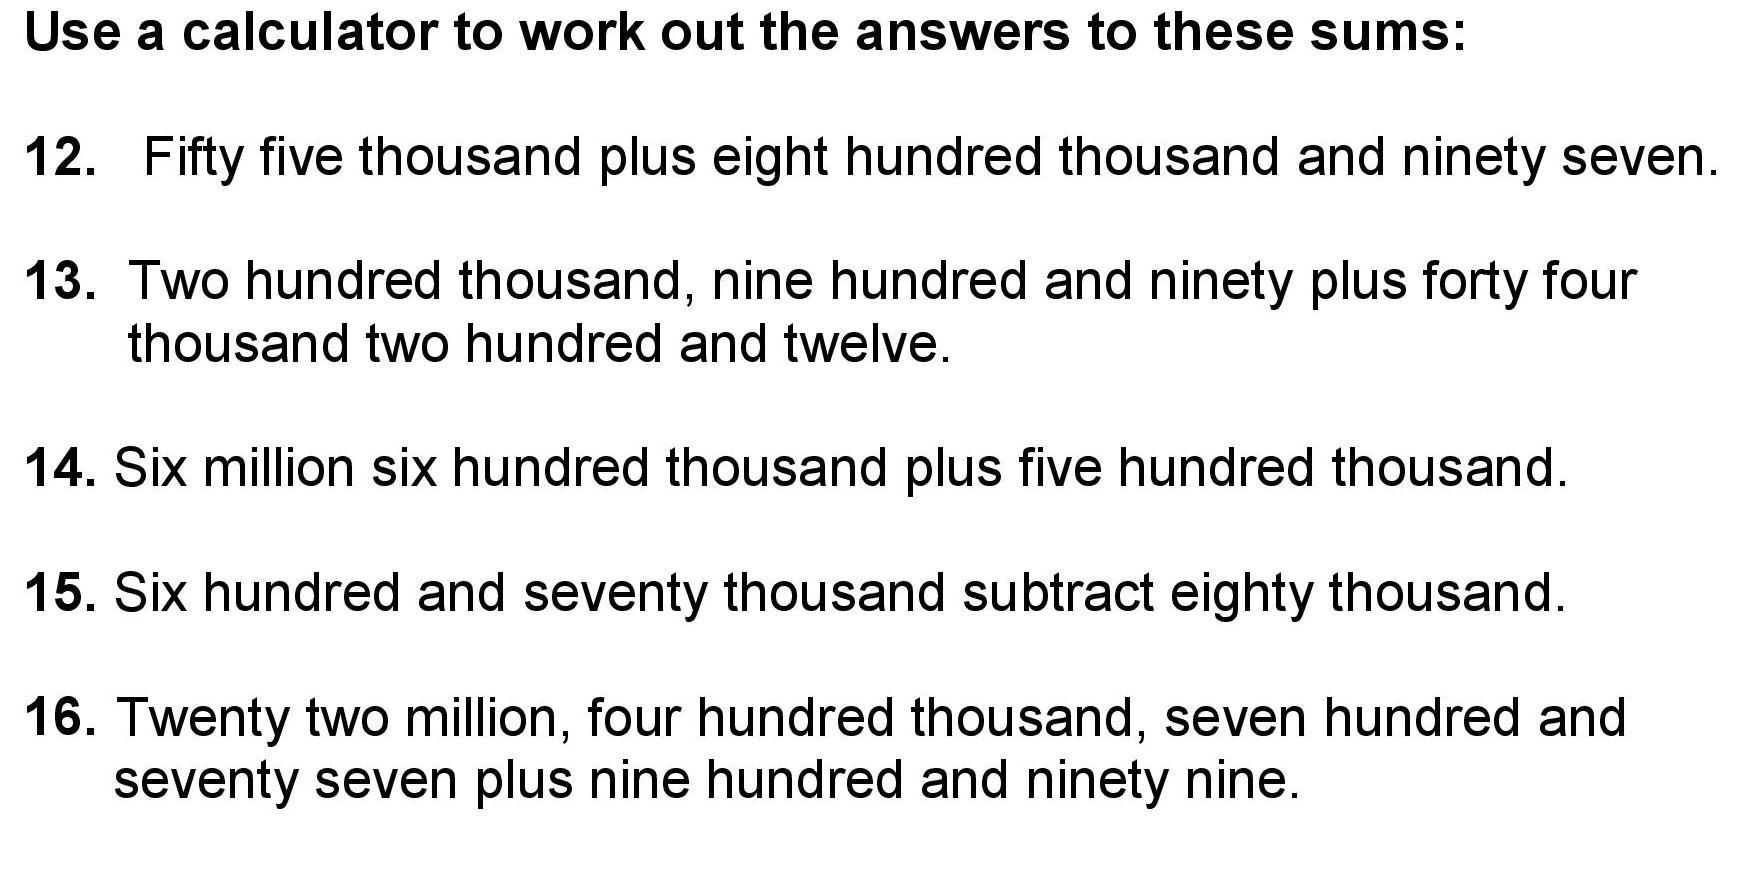 Use a calculator to work out the answers to these sums:
12. Fifty five thousand plus eight hundred thousand and ninety seven.
13. Two hundred thousand, nine hundred and ninety plus forty four
thousand two hundred and twelve.
14. Six million six hundred thousand plus five hundred thousand.
15. Six hundred and seventy thousand subtract eighty thousand.
16. Twenty two million, four hundred thousand, seven hundred and
seventy seven plus nine hundred and ninety nine.